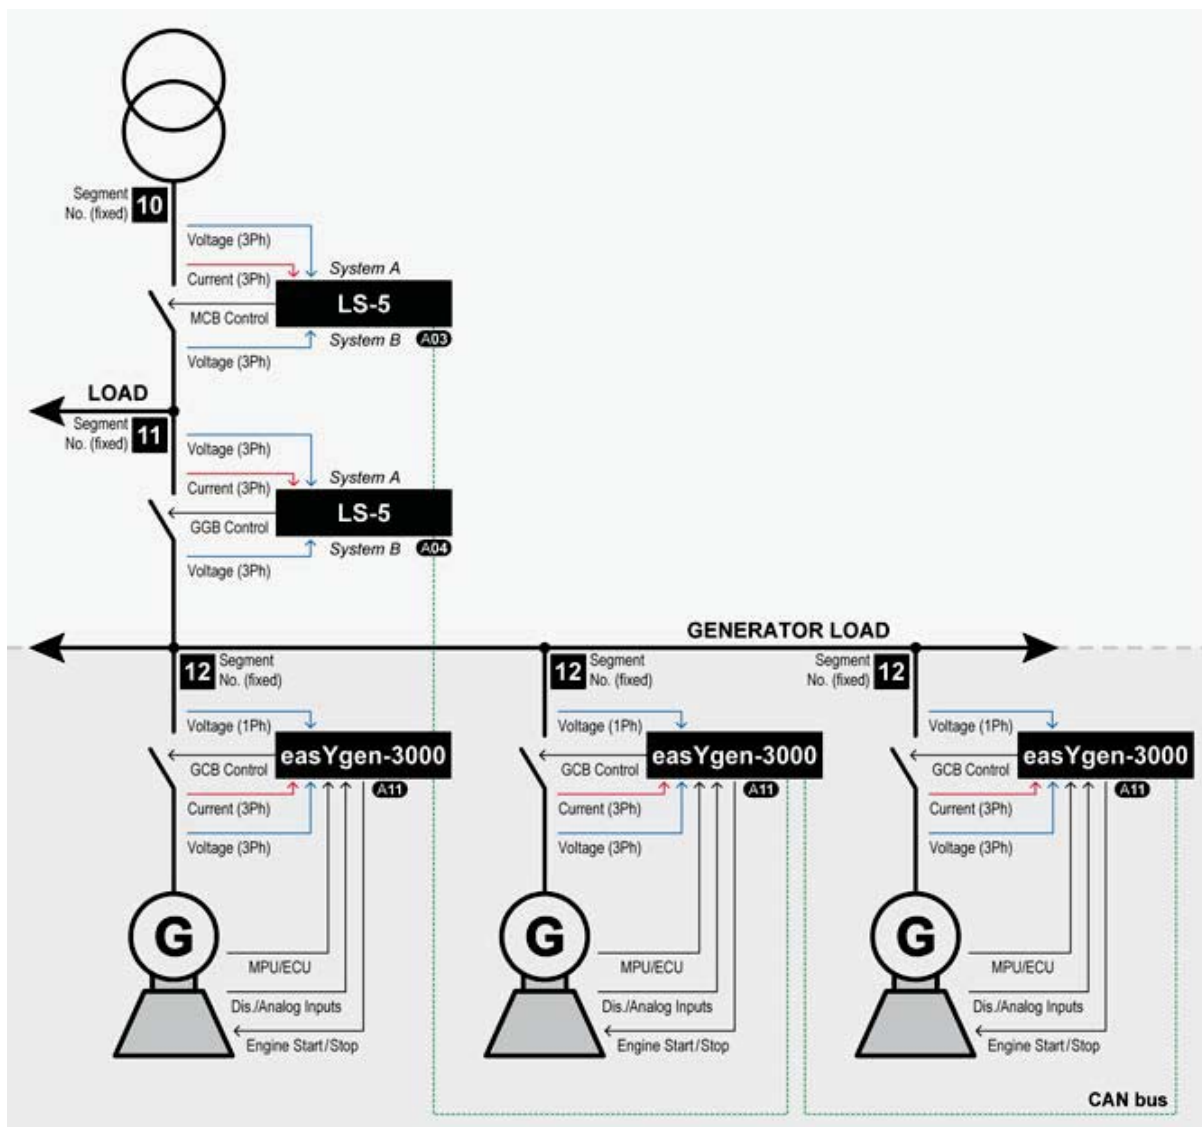 Segment
No. (fixed)
10
Voltage (3Ph)
Current (3Ph)
System A
LS-5
MCB Control
System B
A03
Voltage (3Ph)
LOAD
Segment
No. (fixed)
11
Voltage (3Ph)
Current (3Ph)
System A
LS-5
GGB Control
System B
A04
Voltage (3Ph)
GENERATOR LOAD
12
Segment
No. (fixed)
12
Segment
No. (fixed)
Segment
No. (fixed)
12
Voltage (1Ph)
easYgen-3000
GCB Control
A11
Current (3Ph)
Voltage (3Ph)
G
MPU/ECU
Dis./Analog Inputs
Engine Start/Stop
Voltage (1Ph)
easYgen-3000
GCB Control
A11
Current (3Ph)
Voltage (3Ph)
G
MPU/ECU
Dis./Analog Inputs
Engine Start/Stop
Voltage (1Ph)
easYgen-3000
GCB Control
A11
Current (3Ph)
Voltage (3Ph)
G
MPU/ECU
Dis./Analog Inputs
Engine Start/Stop
CAN bus